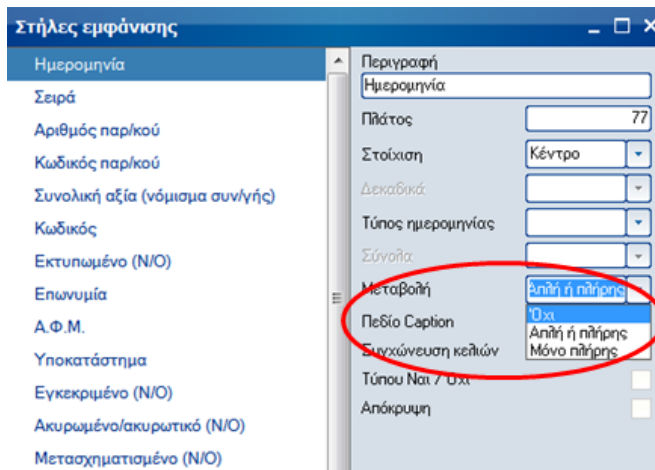 Στήλες εμφάνισης
Ημερομηνία
Σειρά
Αριθμός παρ/κού
Κωδικός παρ/κού
Συνολική αξία (νόμισμα συν/γής)
Κωδικός
Εκτυπωμένο (Ν/Ο)
Επωνυμία
Α.Φ.Μ.
Υποκατάστημα
Εγκεκριμένο (Ν/Ο)
Ακυρωμένο/ακυρωτικό (Ν/Ο)
Μετασχηματισμένο (Ν/Ο)
Περιγραφή
Ημερομηνία
Πλάτος 77
Στοίχιση Κέντρο
Δεκαδικά
Τύπος ημερομηνίας
Σύνολα
Μεταβολή Απλή ή πλήρης
Όχι
Απλή ή πλήρης
Μόνο πλήρης
Πεδίο Caption
Συγχώνευση κελιών
Τύπου Ναι / Όχι
Απόκρυψη